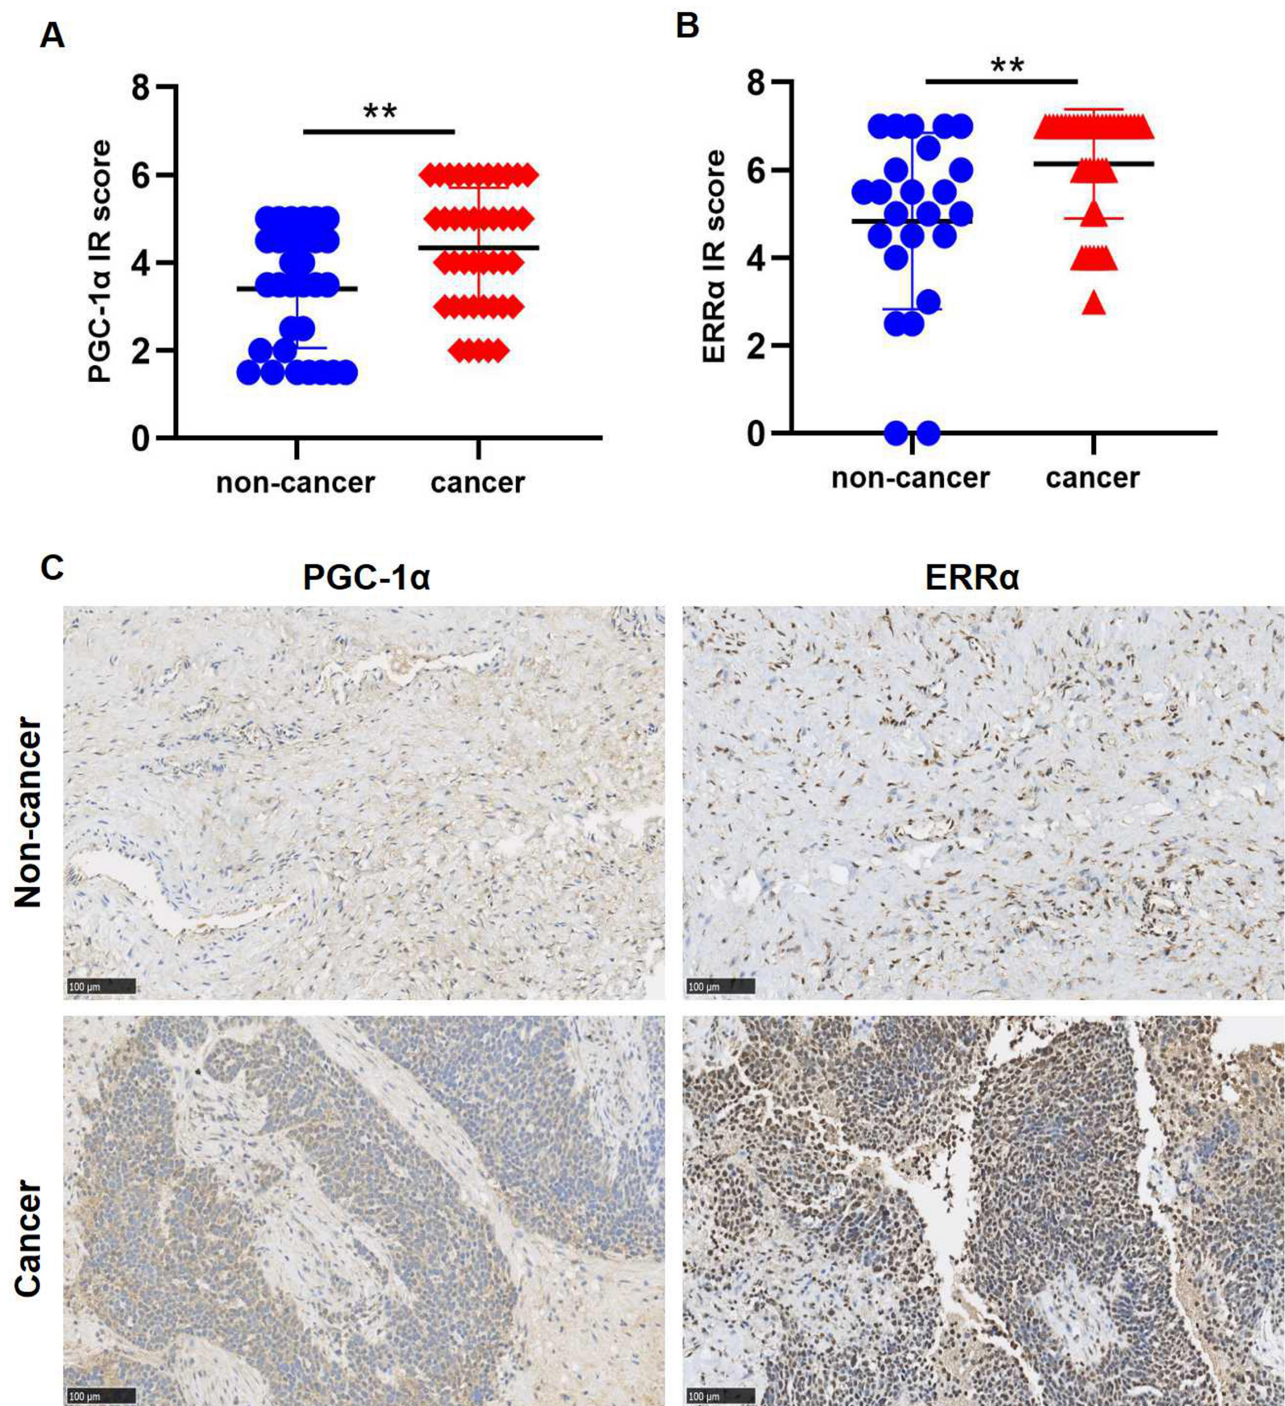 A
B
8
6
4
2
0
PGC-1α IR score
**
non-cancer
cancer
8
6
4
2
0
ERRα IR score
**
non-cancer
cancer
C
PGC-1α
ERRα
Non-cancer
100 µm
100 µm
Cancer
100 µm
100 µm